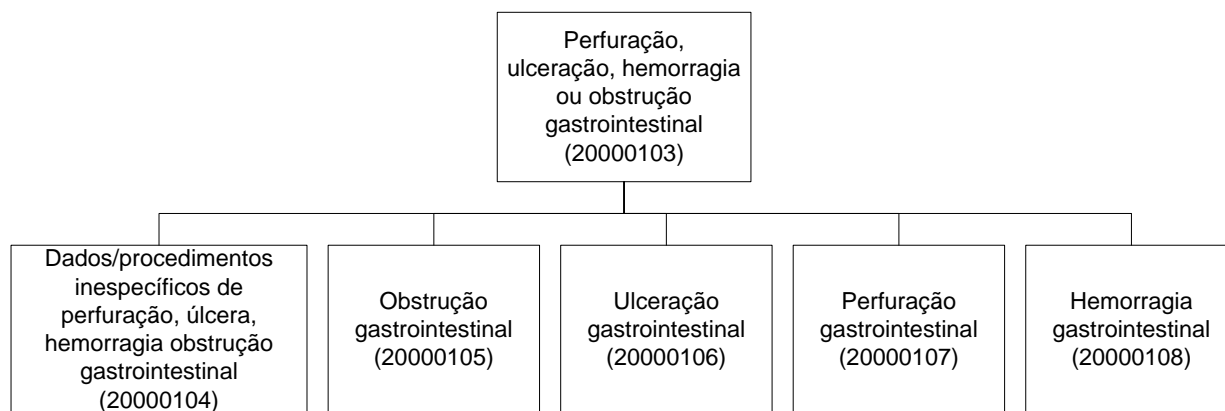 Perfuração,
ulceração, hemorragia
ou obstrução
gastrointestinal
(20000103)
Dados/procedimentos
inespecíficos de
perfuração, úlcera,
hemorragia obstrução
gastrointestinal
(20000104)
Obstrução
gastrointestinal
(20000105)
Ulceração
gastrointestinal
(20000106)
Perfuração
gastrointestinal
(20000107)
Hemorragia
gastrointestinal
(20000108)